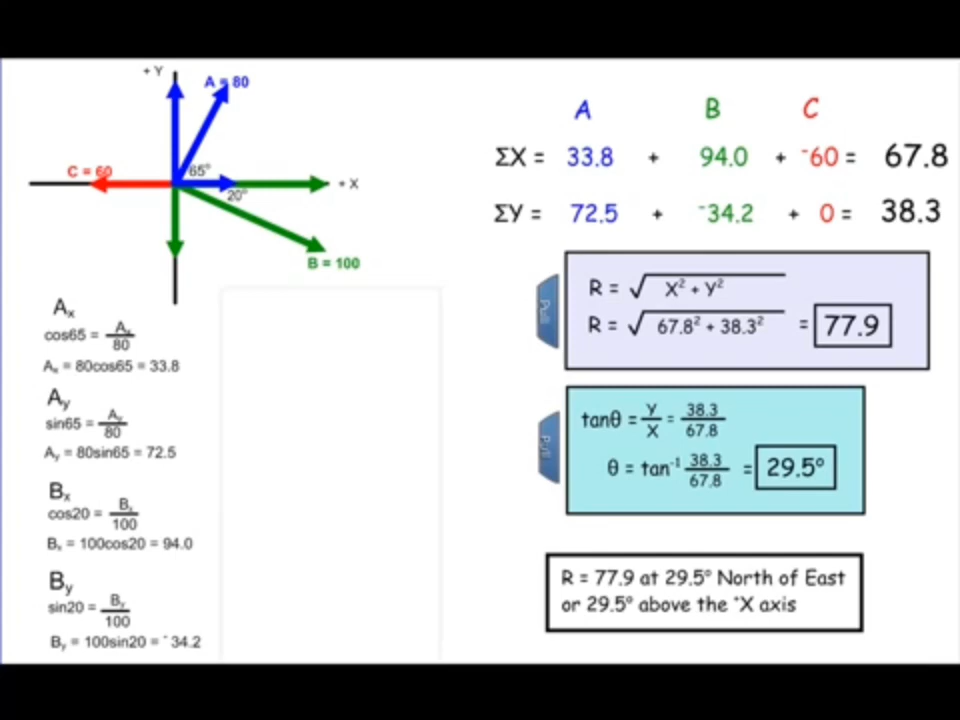 + Y
A = 80
C = 60
65°
+ X
20°
B = 100
A B C
ΣX = 33.8 + 94.0 + ⁻60 = 67.8
ΣY = 72.5 + ⁻34.2 + 0 = 38.3
Pull
R = √X² + Y²
R = √67.8² + 38.3² = 77.9
Pull
tanθ = Y/X = 38.3/67.8
θ = tan⁻¹ 38.3/67.8 = 29.5°
R = 77.9 at 29.5° North of East
or 29.5° above the ⁺X axis
Aₓ
cos65 = Aₓ/80
Aₓ = 80cos65 = 33.8
Ay
sin65 = Ay/80
Ay = 80sin65 = 72.5
Bₓ
cos20 = Bₓ/100
Bₓ = 100cos20 = 94.0
By
sin20 = By/100
By = 100sin20 = ⁻34.2